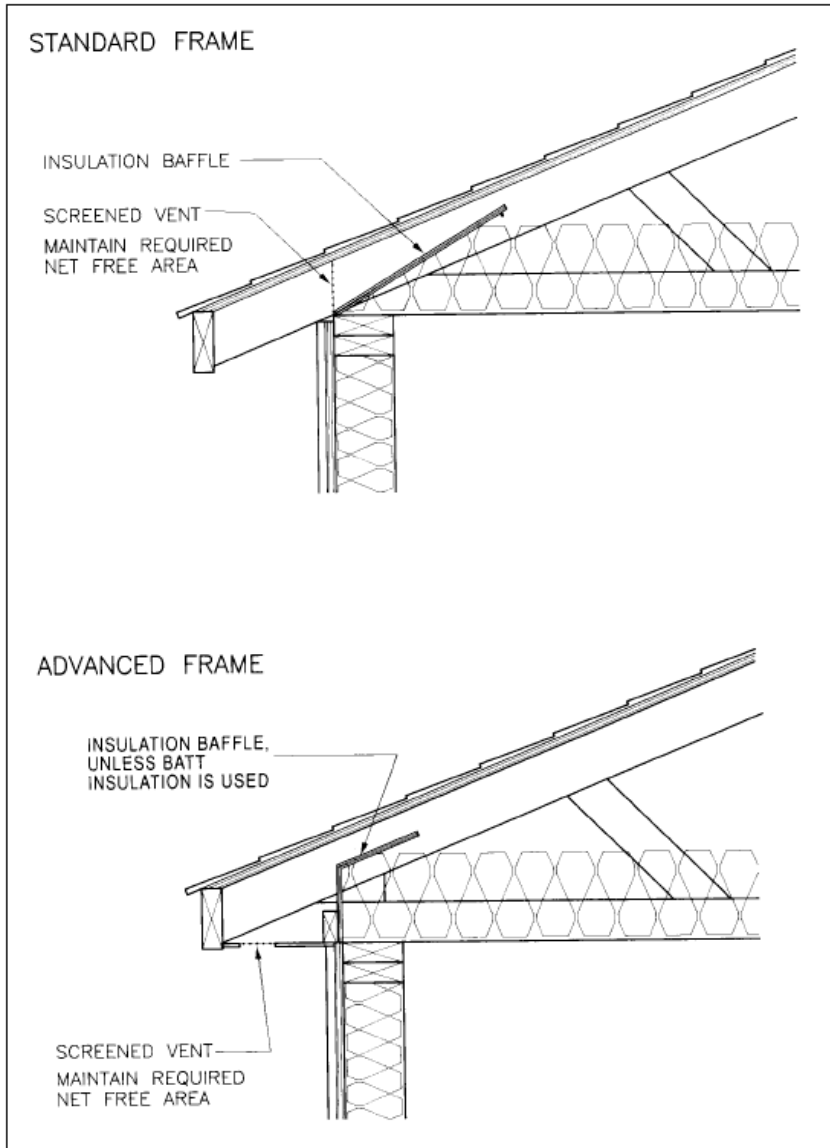 STANDARD FRAME
INSULATION BAFFLE
SCREENED VENT
MAINTAIN REQUIRED
NET FREE AREA
ADVANCED FRAME
INSULATION BAFFLE,
UNLESS BATT
INSULATION IS USED
SCREENED VENT
MAINTAIN REQUIRED
NET FREE AREA